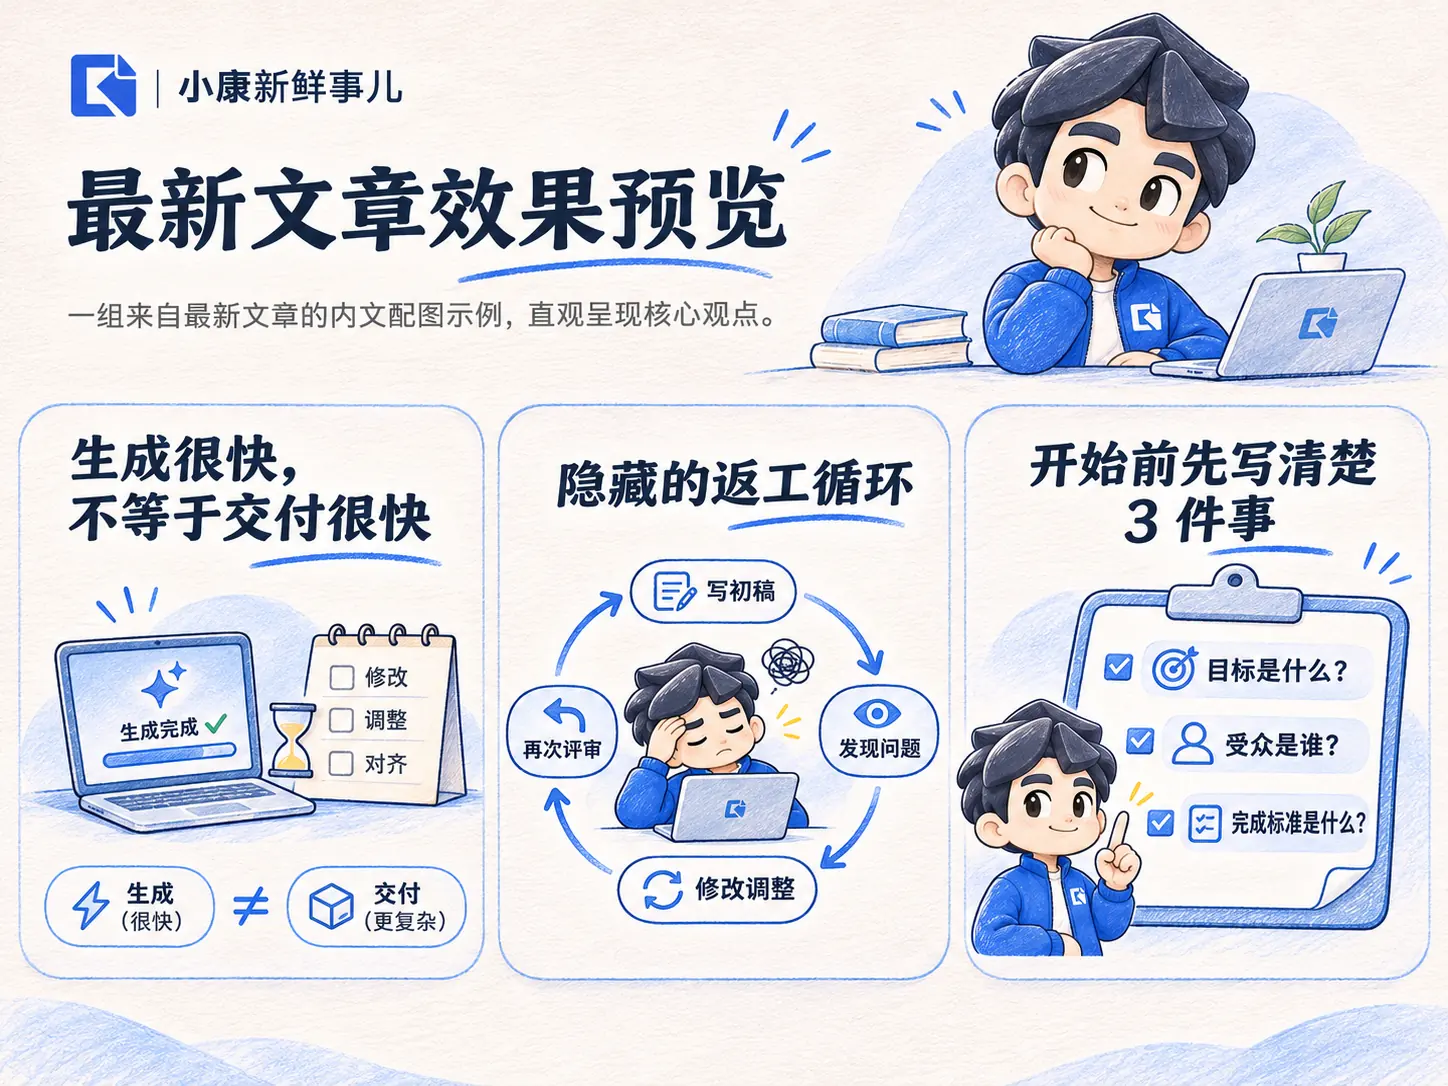 小康新鲜事儿
最新文章效果预览
一组来自最新文章的内文配图示例，直观呈现核心观点。
生成很快，
不等于交付很快
生成完成
修改
调整
对齐
生成
（很快）
≠
交付
（更复杂）
隐藏的返工循环
写初稿
发现问题
修改调整
再次评审
开始前先写清楚
3 件事
目标是什么？
受众是谁？
完成标准是什么？